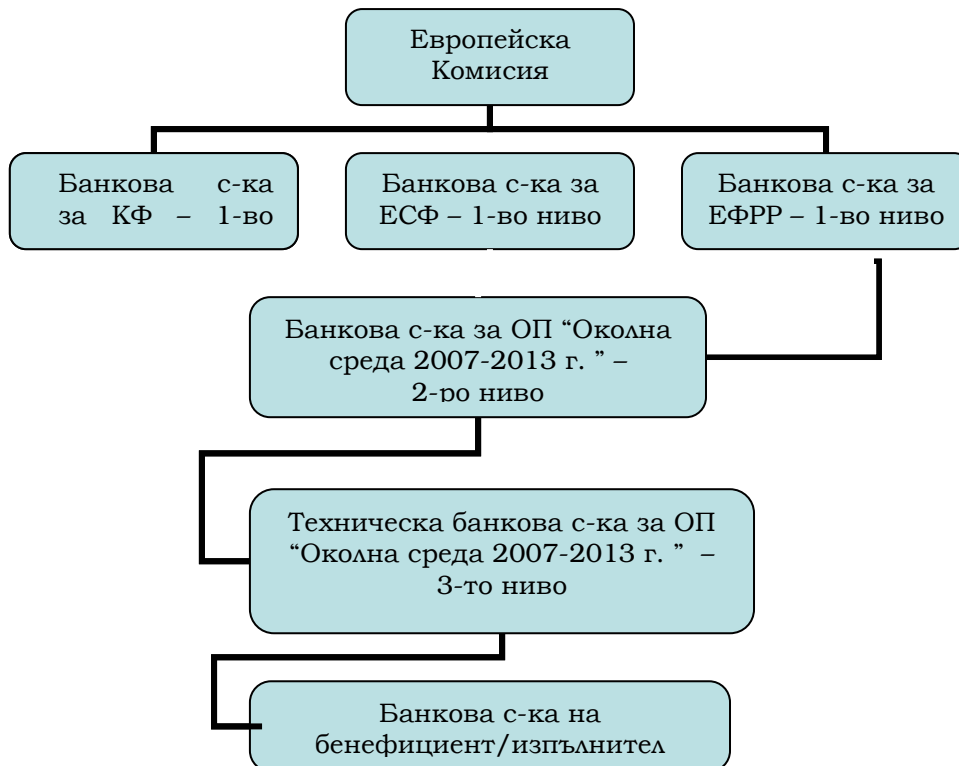 Европейска
Комисия
Банкова с-ка
за КФ – 1-во
Банкова с-ка за
ЕСФ – 1-во ниво
Банкова с-ка за
ЕФРР – 1-во ниво
Банкова с-ка за ОП “Околна
среда 2007-2013 г. ” –
2-ро ниво
Техническа банкова с-ка за ОП
“Околна среда 2007-2013 г. ” –
3-то ниво
Банкова с-ка на
бенефициент/изпълнител